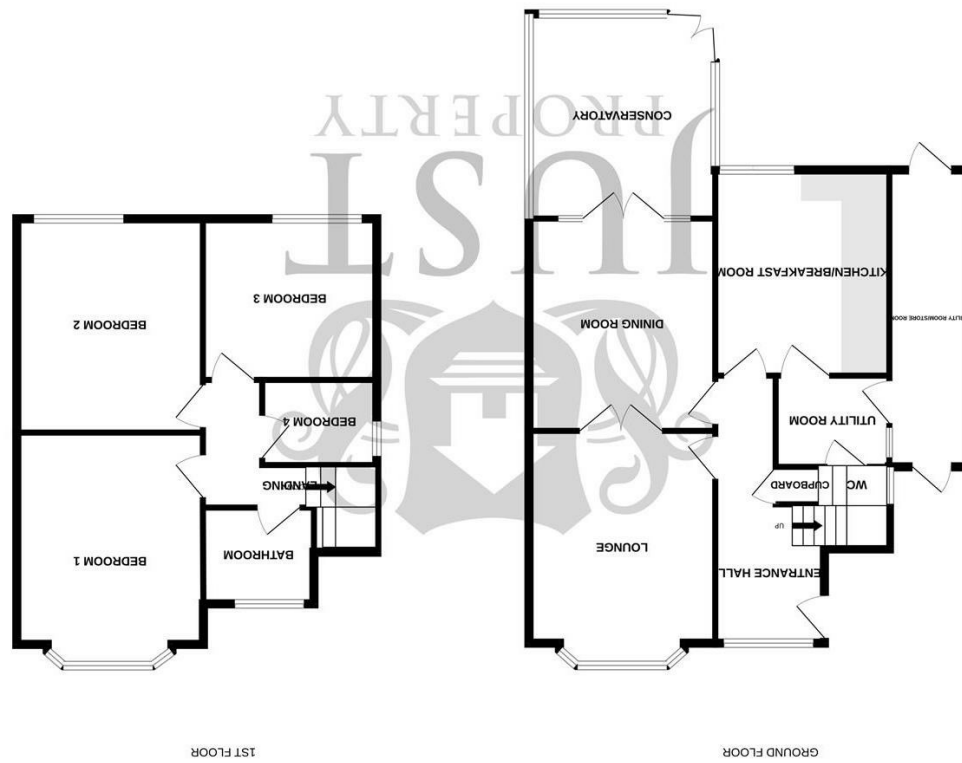 GROUND FLOOR
1ST FLOOR
ENTRANCE HALL
LOUNGE
UP
CUPBOARD
WC
UTILITY ROOM
DINING ROOM
KITCHEN/BREAKFAST ROOM
CONSERVATORY
BEDROOM 1
BATHROOM
LANDING
BEDROOM 4
BEDROOM 3
BEDROOM 2
JUST
PROPERTY